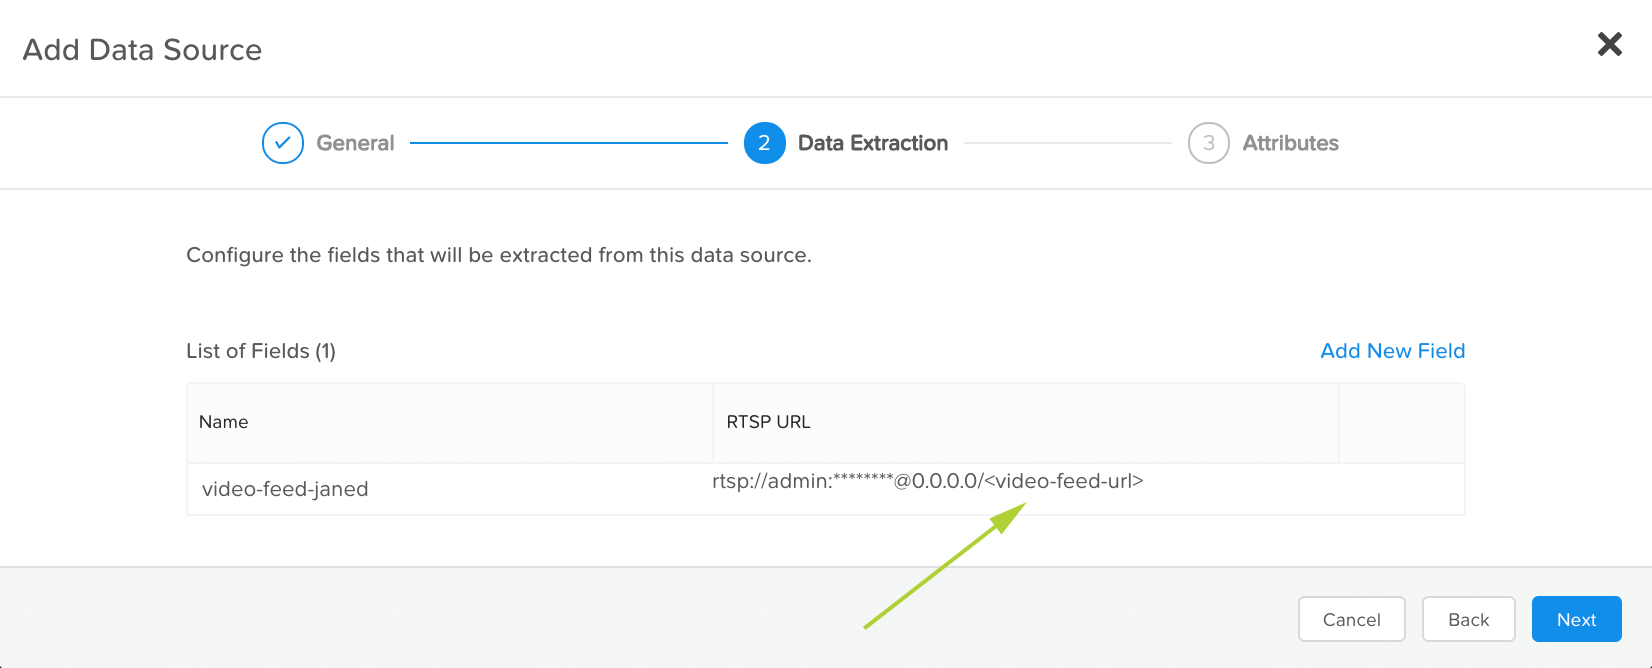 Add Data Source
General
2 Data Extraction
3 Attributes
Configure the fields that will be extracted from this data source.
List of Fields (1)
Add New Field
Name
RTSP URL
video-feed-janed
rtsp://admin:********@0.0.0.0/<video-feed-url>
Cancel
Back
Next